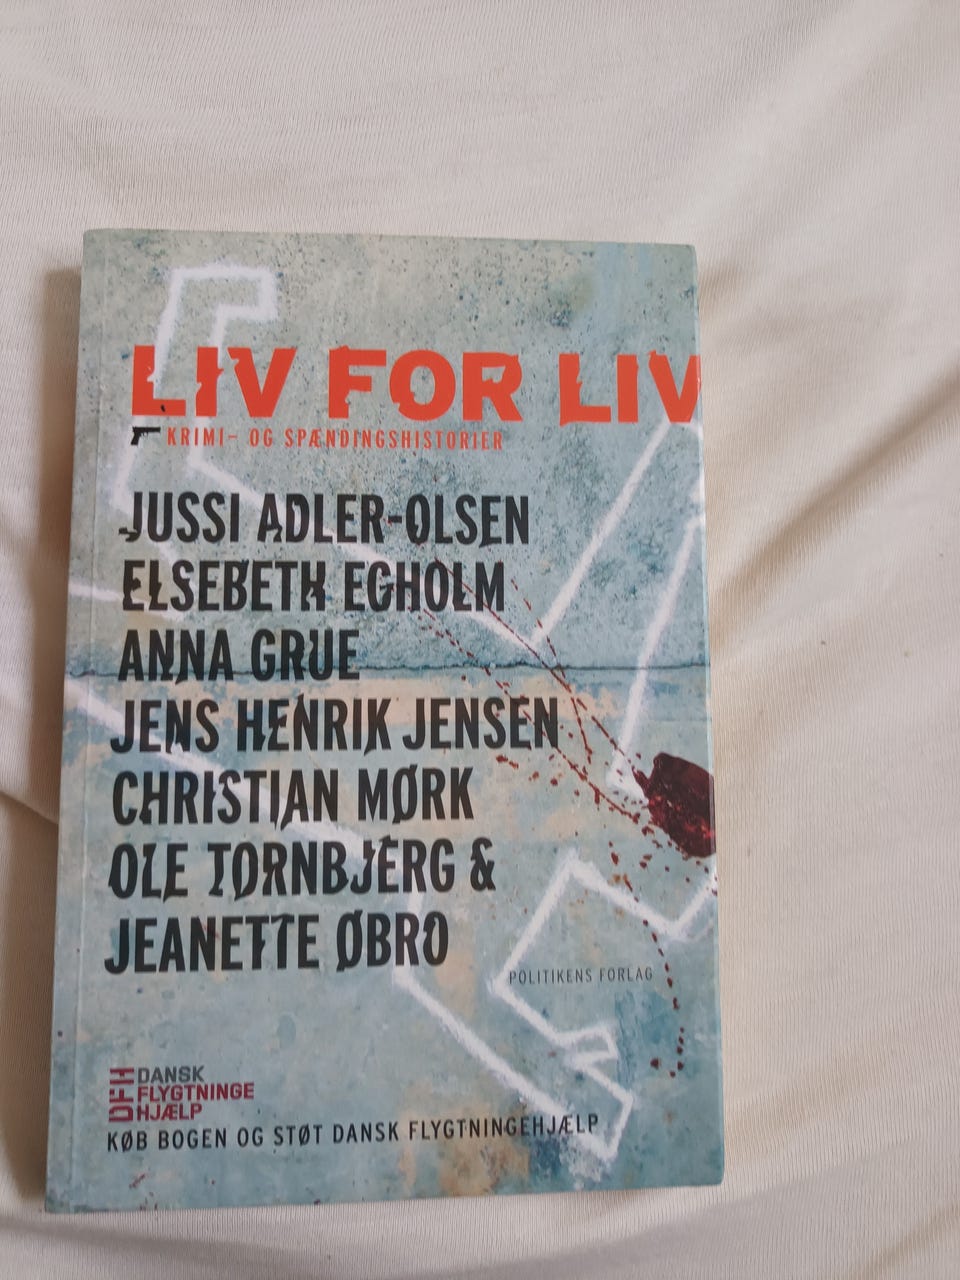 LIV FOR LIV
KRIMI- OG SPÆNDINGSHISTORIER
JUSSI ADLER-OLSEN
ELSEBETH EGHOLM
ANNA GRUE
JENS HENRIK JENSEN
CHRISTIAN MØRK
OLE TORNBJERG &
JEANETTE ØBRO
POLITIKENS FORLAG
DFH
DANSK
FLYGTNINGE
HJÆLP
KØB BOGEN OG STØT DANSK FLYGTNINGEHJÆLP